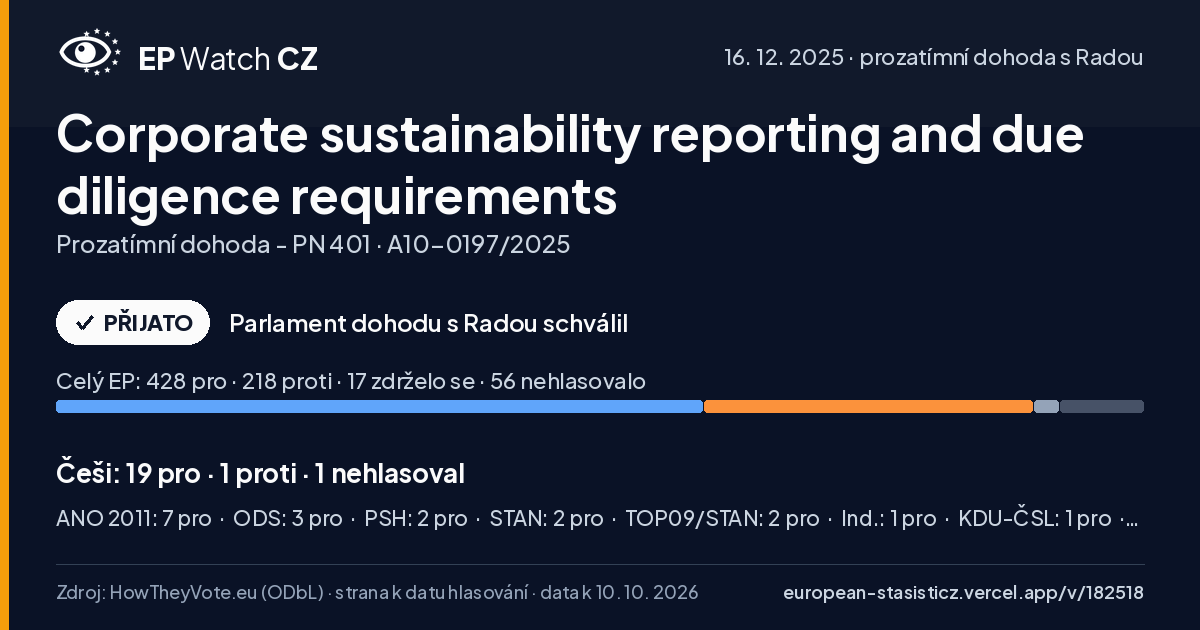 EP Watch CZ
16. 12. 2025 · prozatímní dohoda s Radou
Corporate sustainability reporting and due
diligence requirements
Prozatímní dohoda – PN 401 · A10–0197/2025
✓ PŘIJATO
Parlament dohodu s Radou schválil
Celý EP: 428 pro · 218 proti · 17 zdrželo se · 56 nehlasovalo
Češi: 19 pro · 1 proti · 1 nehlasoval
ANO 2011: 7 pro · ODS: 3 pro · PSH: 2 pro · STAN: 2 pro · TOP09/STAN: 2 pro · Ind.: 1 pro · KDU-ČSL: 1 pro ·…
Zdroj: HowTheyVote.eu (ODbL) · strana k datu hlasování · data k 10. 10. 2026
european-stasisticz.vercel.app/v/182518